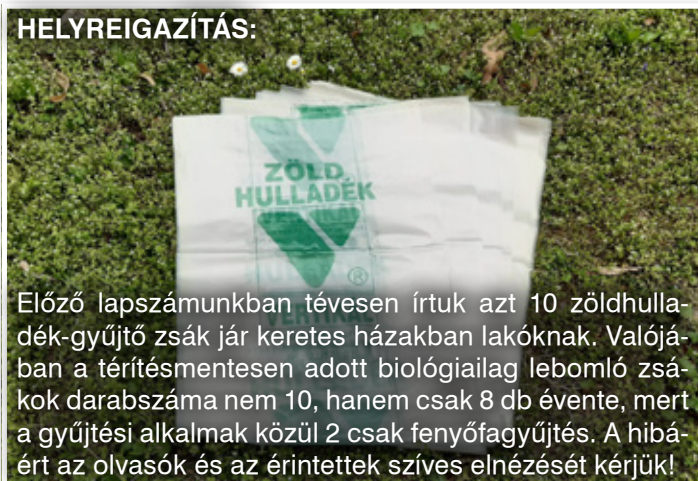 HELYREIGAZÍTÁS:
ZÖLD
HULLADÉK
®
Előző lapszámunkban tévesen írtuk azt 10 zöldhulla-
dék-gyűjtő zsák jár keretes házakban lakóknak. Valójá-
ban a térítésmentesen adott biológiailag lebomló zsá-
kok darabszáma nem 10, hanem csak 8 db évente, mert
a gyűjtési alkalmak közül 2 csak fenyőfagyűjtés. A hibá-
ért az olvasók és az érintettek szíves elnézését kérjük!